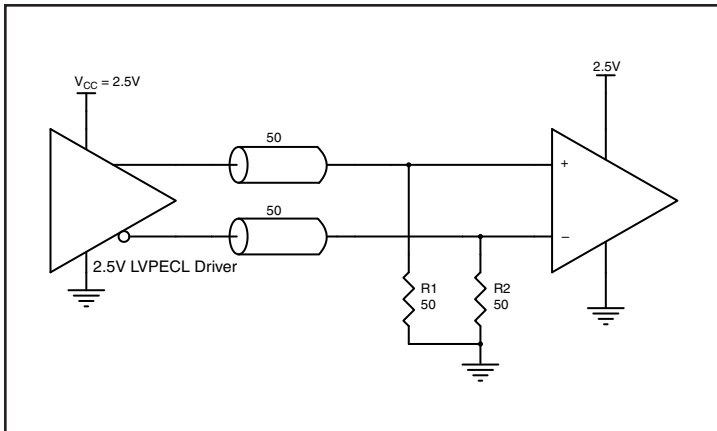 V_CC = 2.5V
2.5V
50
+
50
–
2.5V LVPECL Driver
R1
50
R2
50